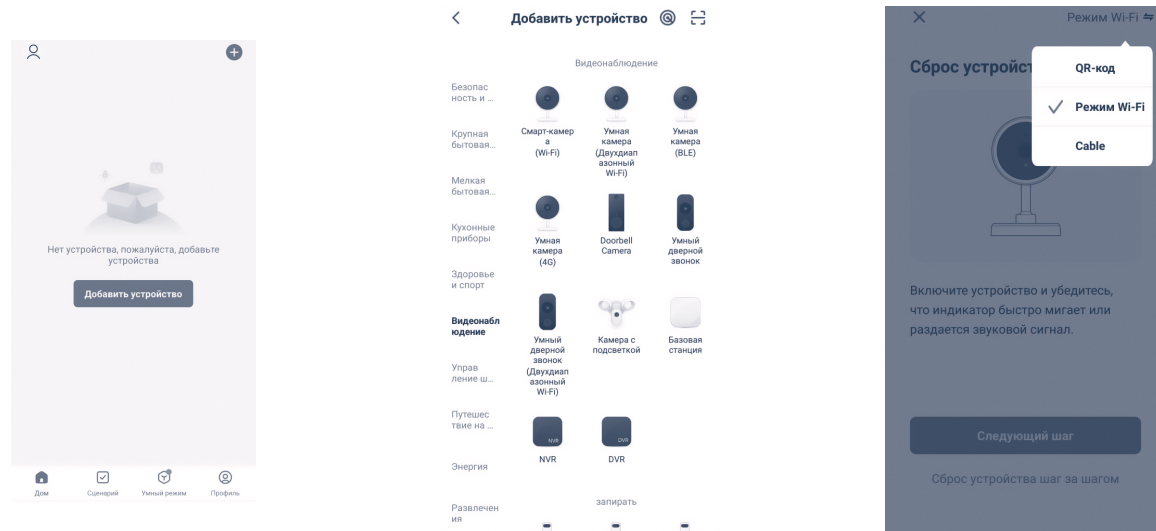 Нет устройства, пожалуйста, добавьте
устройства
Добавить устройство
Дом
Сценарий
Умный режим
Профиль
Добавить устройство
Видеонаблюдение
Безопас
ность и ...
Крупная
бытовая...
Мелкая
бытовая...
Кухонные
приборы
Здоровье
и спорт
Видеонабл
юдение
Управ
ление ш...
Путешес
твие на ...
Энергия
Развлечен
ия
Смарт-камер
а
(Wi-Fi)
Умная
камера
(Двухдиап
азонный
Wi-Fi)
Умная
камера
(BLE)
Умная
камера
(4G)
Doorbell
Camera
Умный
дверной
звонок
Умный
дверной
звонок
(Двухдиап
азонный
Wi-Fi)
Камера с
подсветкой
Базовая
станция
NVR
NVR
DVR
DVR
запирать
Режим Wi-Fi
Сброс устройст
QR-код
Режим Wi-Fi
Cable
Включите устройство и убедитесь,
что индикатор быстро мигает или
раздается звуковой сигнал.
Следующий шаг
Сброс устройства шаг за шагом